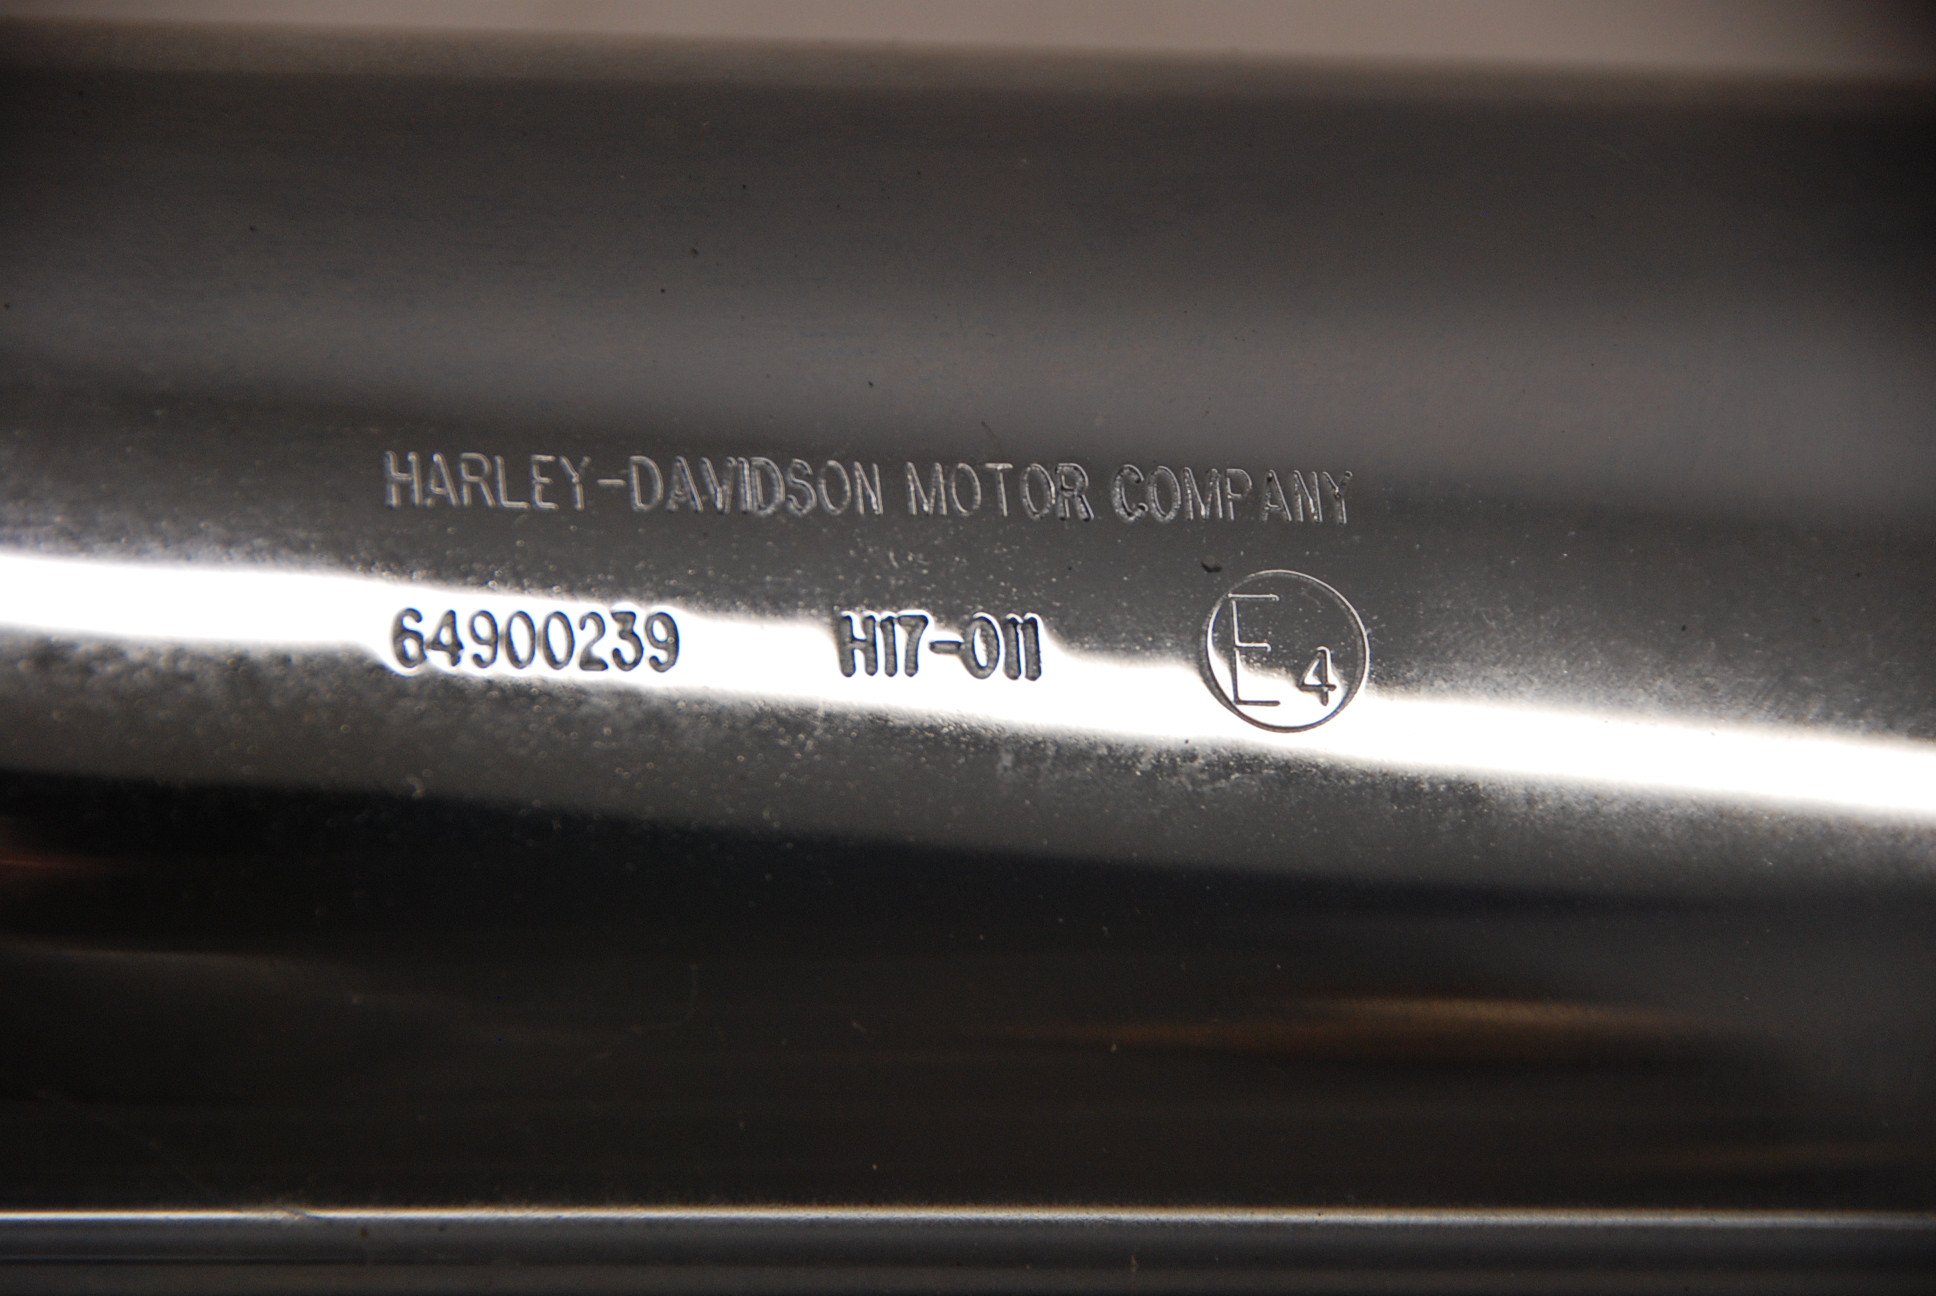 HARLEY-DAVIDSON MOTOR COMPANY
64900239 H17-011 E4